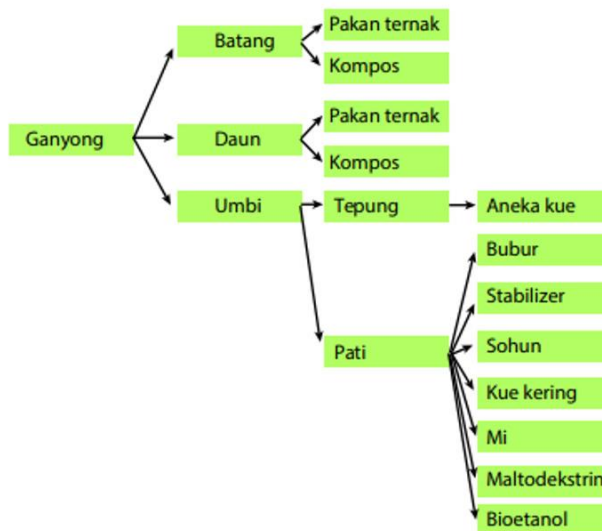 Ganyong
Batang
Pakan ternak
Kompos
Daun
Pakan ternak
Kompos
Umbi
Tepung
Aneka kue
Pati
Bubur
Stabilizer
Sohun
Kue kering
Mi
Maltodekstrin
Bioetanol